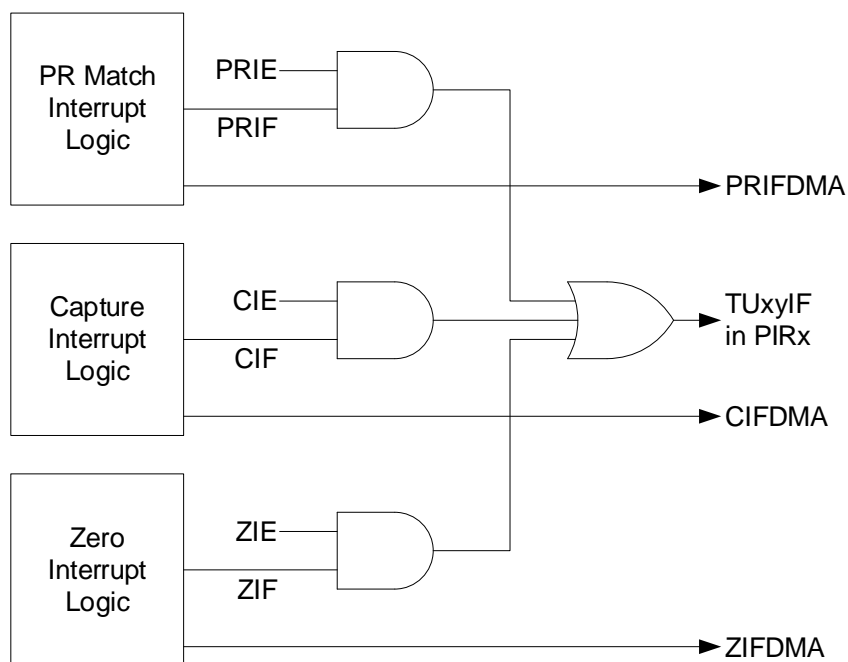 PR Match
Interrupt
Logic
PRIE
PRIF
PRIFDMA
Capture
Interrupt
Logic
CIE
CIF
TUxyIF
in PIRx
CIFDMA
Zero
Interrupt
Logic
ZIE
ZIF
ZIFDMA